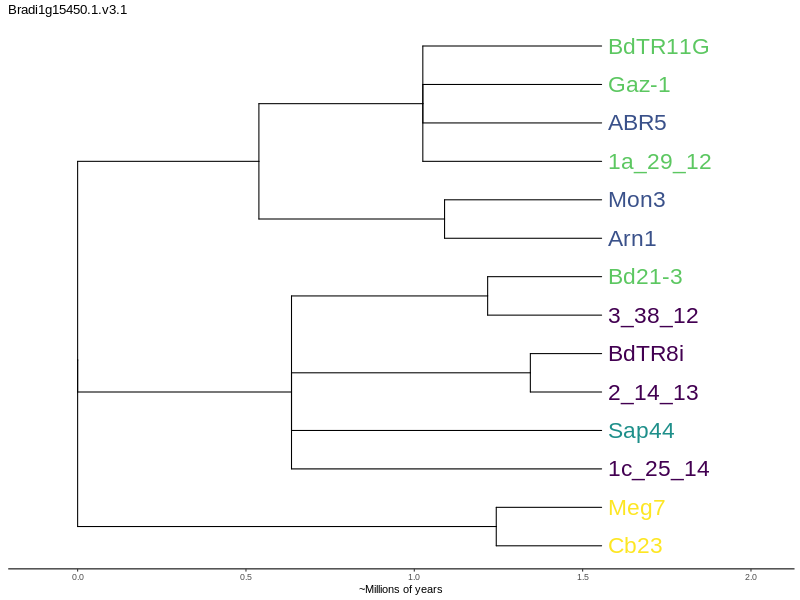 Bradi1g15450.1.v3.1
BdTR11G
Gaz-1
ABR5
1a_29_12
Mon3
Arn1
Bd21-3
3_38_12
BdTR8i
2_14_13
Sap44
1c_25_14
Meg7
Cb23
0.0 0.5 1.0 1.5 2.0
~Millions of years